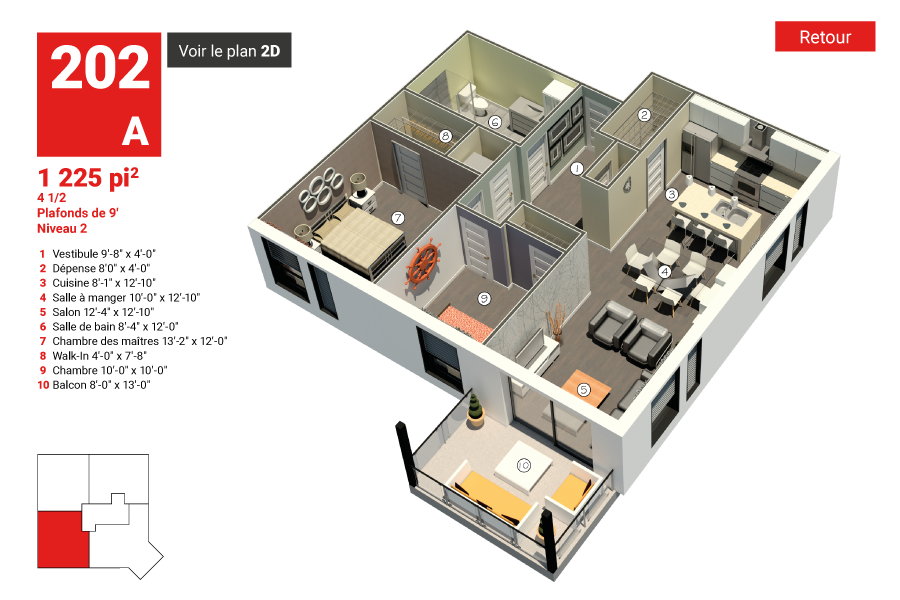 202
A
Voir le plan 2D
Retour
1 225 pi²
4 1/2
Plafonds de 9'
Niveau 2
1 Vestibule 9'-8" x 4'-0"
2 Dépense 8'0" x 4'-0"
3 Cuisine 8'-1" x 12'-10"
4 Salle à manger 10'-0" x 12'-10"
5 Salon 12'-4" x 12'-10"
6 Salle de bain 8'-4" x 12'-0"
7 Chambre des maîtres 13'-2" x 12'-0"
8 Walk-In 4'-0" x 7'-8"
9 Chambre 10'-0" x 10'-0"
10 Balcon 8'-0" x 13'-0"
2
6
8
1
3
7
4
9
5
10